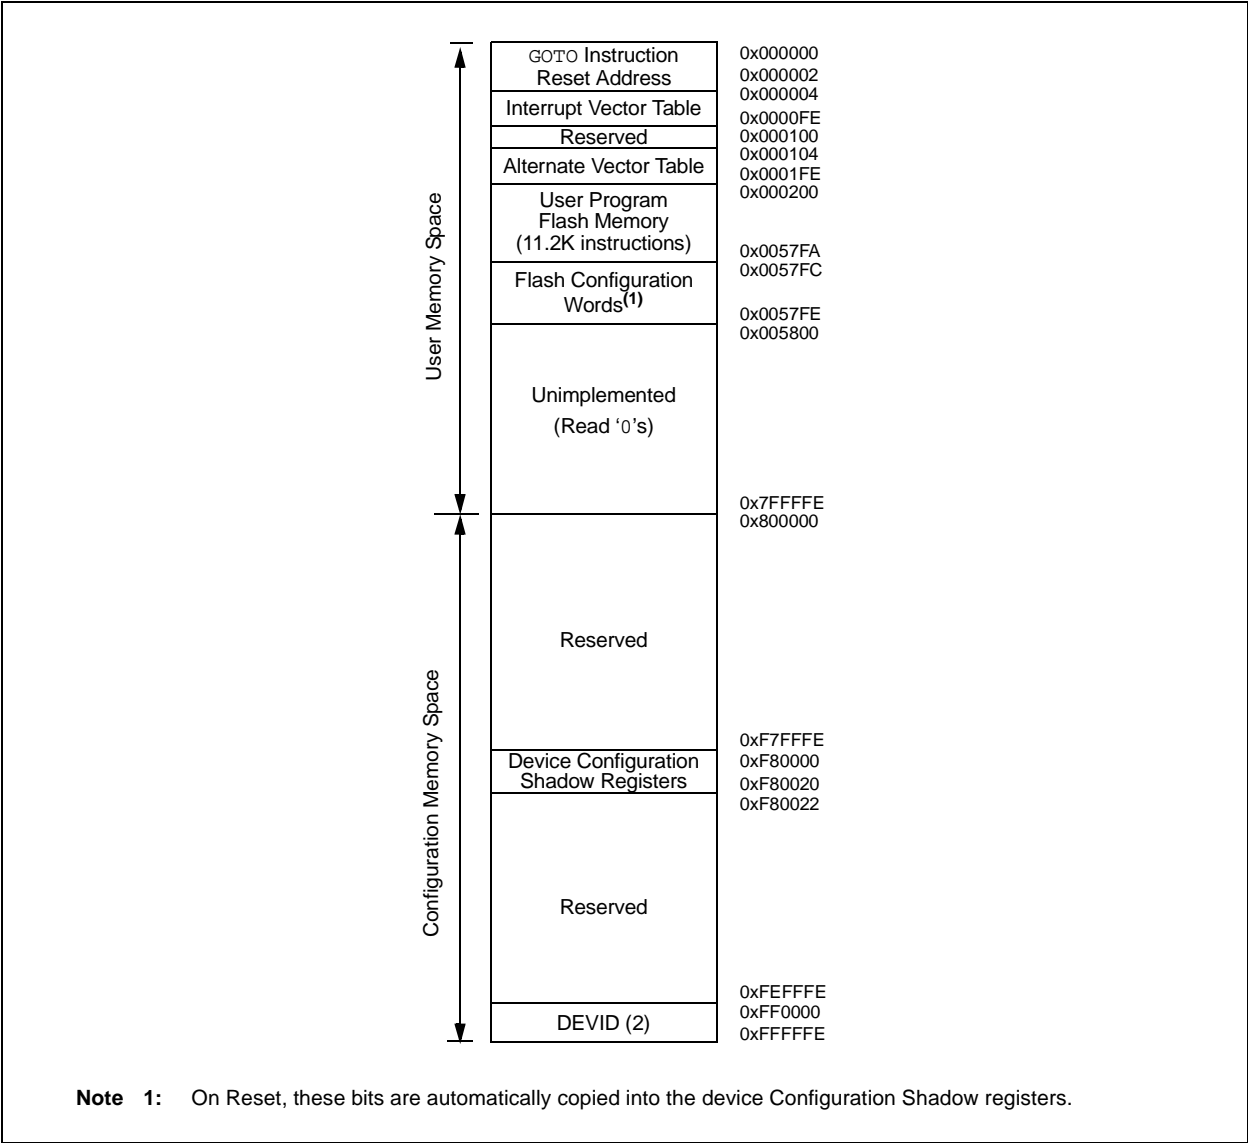 GOTO Instruction
Reset Address
0x000000
0x000002
0x000004
Interrupt Vector Table
0x0000FE
Reserved
0x000100
0x000104
Alternate Vector Table
0x0001FE
0x000200
User Program
Flash Memory
(11.2K instructions)
0x0057FA
0x0057FC
Flash Configuration
Words(1)
0x0057FE
0x005800
User Memory Space
Unimplemented
(Read ‘0’s)
0x7FFFFE
0x800000
Reserved
0xF7FFFE
Device Configuration
Shadow Registers
0xF80000
0xF80020
0xF80022
Configuration Memory Space
Reserved
0xFEFFFE
0xFF0000
DEVID (2)
0xFFFFFE
Note 1: On Reset, these bits are automatically copied into the device Configuration Shadow registers.